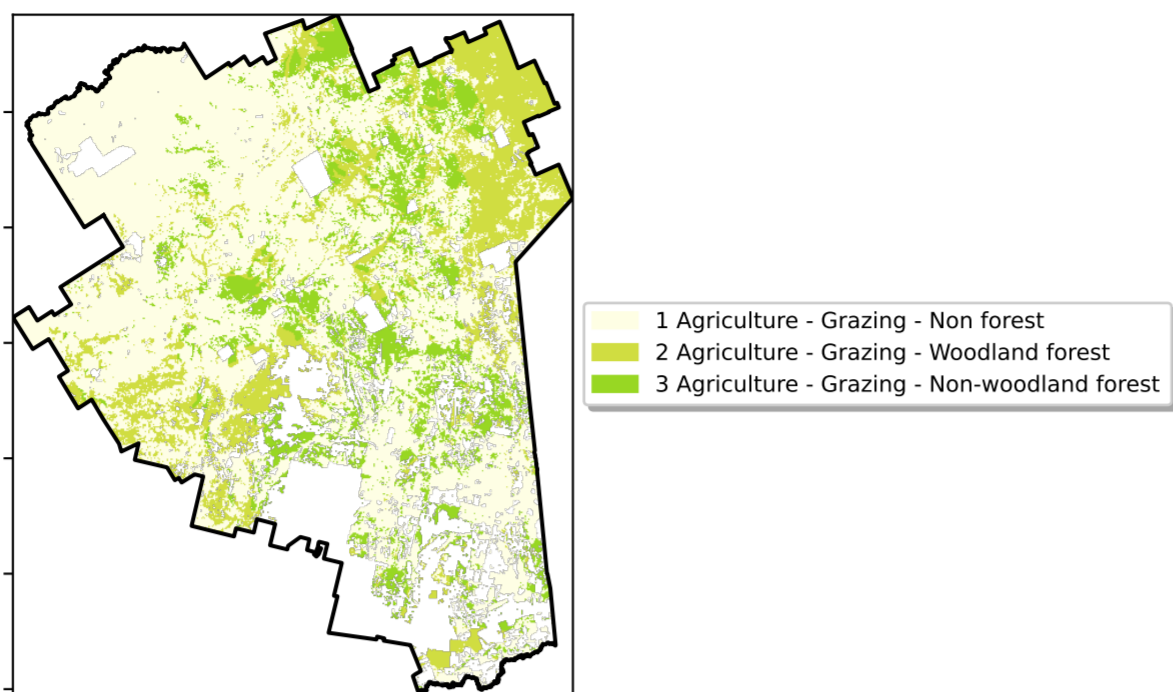 1 Agriculture - Grazing - Non forest
2 Agriculture - Grazing - Woodland forest
3 Agriculture - Grazing - Non-woodland forest